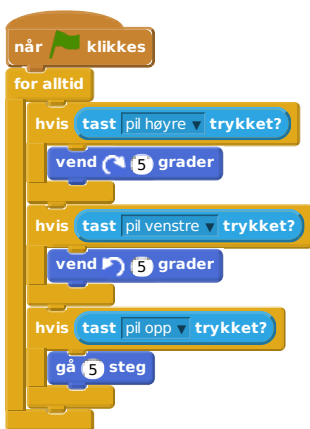 når klikkes
for alltid
hvis tast pil høyre trykket?
vend 5 grader
hvis tast pil venstre trykket?
vend 5 grader
hvis tast pil opp trykket?
gå 5 steg